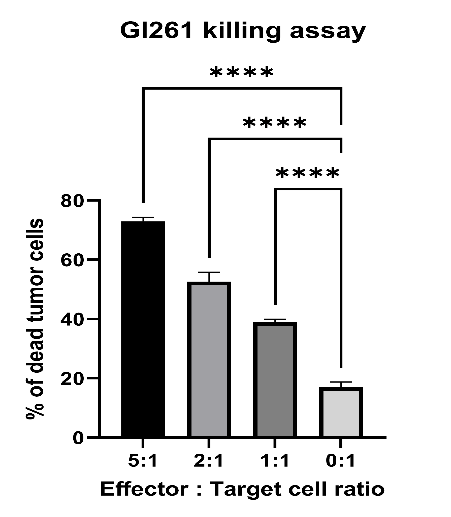 Gl261 killing assay
****
****
****
80
60
40
20
0
% of dead tumor cells
5:1 2:1 1:1 0:1
Effector : Target cell ratio